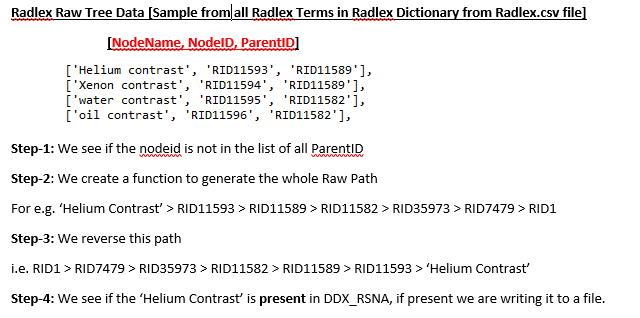 Radlex Raw Tree Data [Sample from all Radlex Terms in Radlex Dictionary from Radlex.csv file]
[NodeName, NodeID, ParentID]
['Helium contrast', 'RID11593', 'RID11589'],
['Xenon contrast', 'RID11594', 'RID11589'],
['water contrast', 'RID11595', 'RID11582'],
['oil contrast', 'RID11596', 'RID11582'],
Step-1: We see if the nodeid is not in the list of all ParentID
Step-2: We create a function to generate the whole Raw Path
For e.g. ‘Helium Contrast’ > RID11593 > RID11589 > RID11582 > RID35973 > RID7479 > RID1
Step-3: We reverse this path
i.e. RID1 > RID7479 > RID35973 > RID11582 > RID11589 > RID11593 > ‘Helium Contrast’
Step-4: We see if the ‘Helium Contrast’ is present in DDX_RSNA, if present we are writing it to a file.